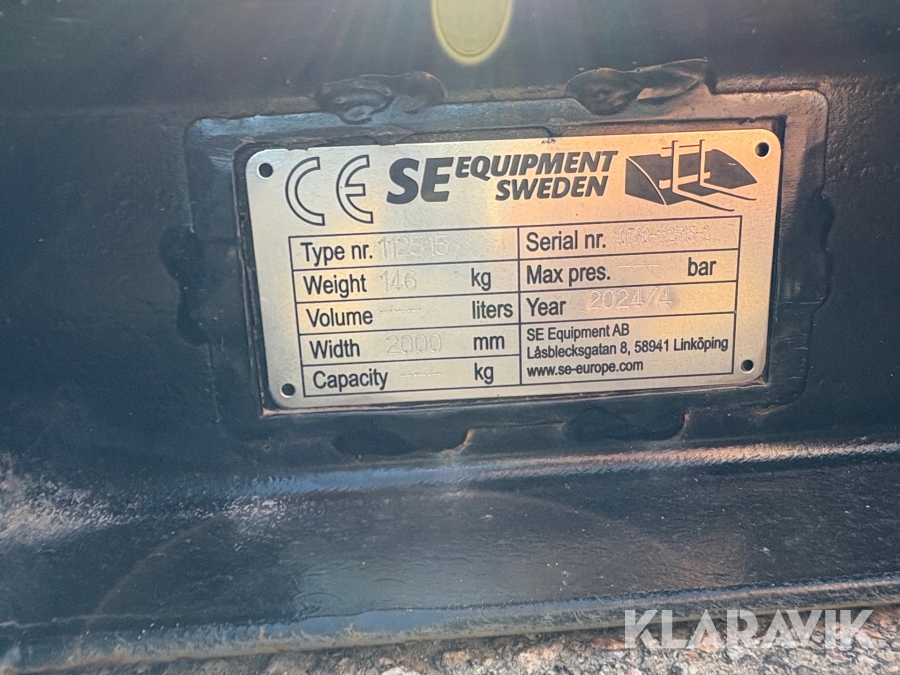 CE SE EQUIPMENT
SWEDEN
Type nr. 112515
Serial nr.
Weight 146 kg
Max pres. --- bar
Volume --- liters
Year 2024/4
Width 2000 mm
SE Equipment AB
Låsblecksgatan 8, 58941 Linköping
www.se-europe.com
Capacity --- kg
KLARAVIK